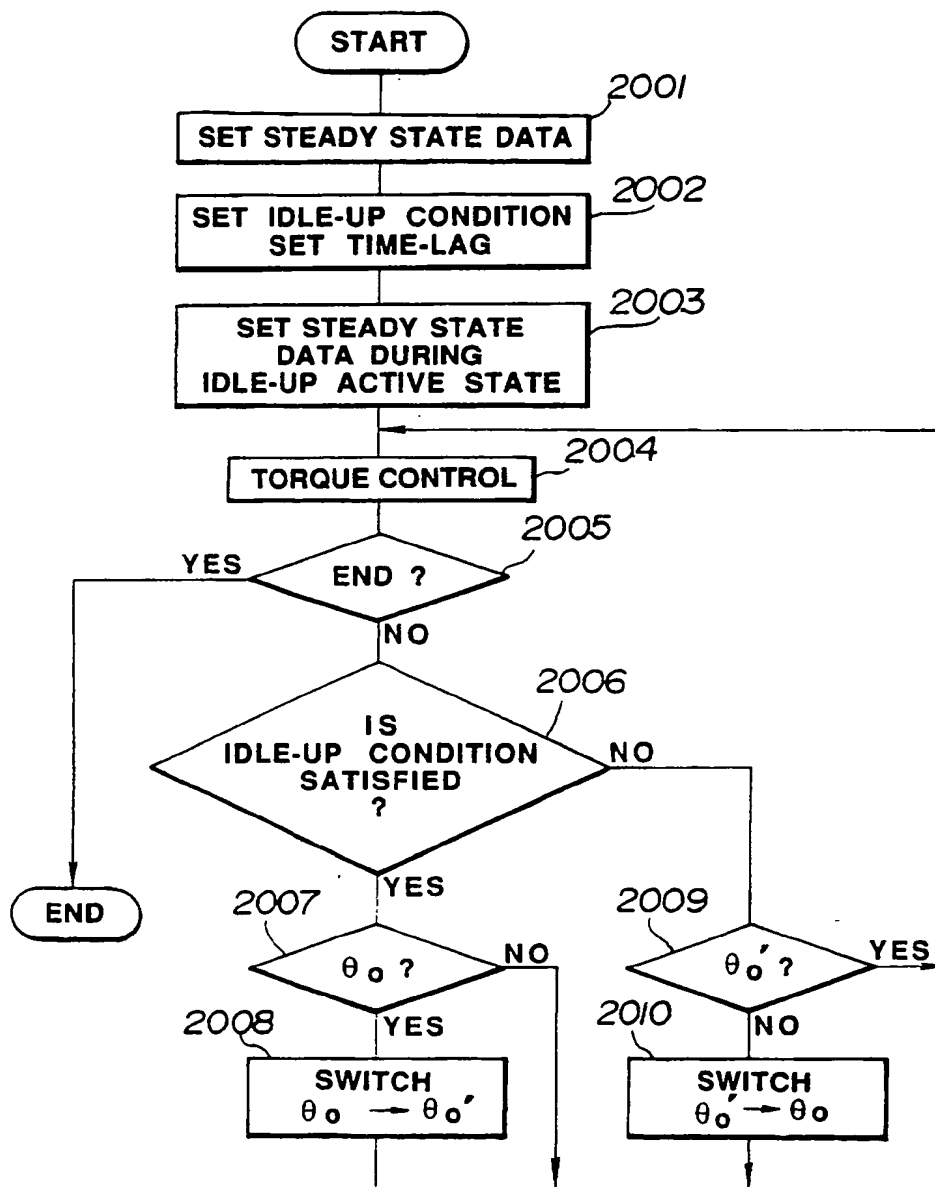 START
2001
SET STEADY STATE DATA
2002
SET IDLE-UP CONDITION
SET TIME-LAG
2003
SET STEADY STATE
DATA DURING
IDLE-UP ACTIVE STATE
2004
TORQUE CONTROL
2005
YES
END ?
NO
2006
IS
IDLE-UP CONDITION
SATISFIED
?
NO
YES
END
2007
θo ?
NO
YES
2009
θo' ?
YES
NO
2008
SWITCH
θo → θo'
2010
SWITCH
θo' → θo